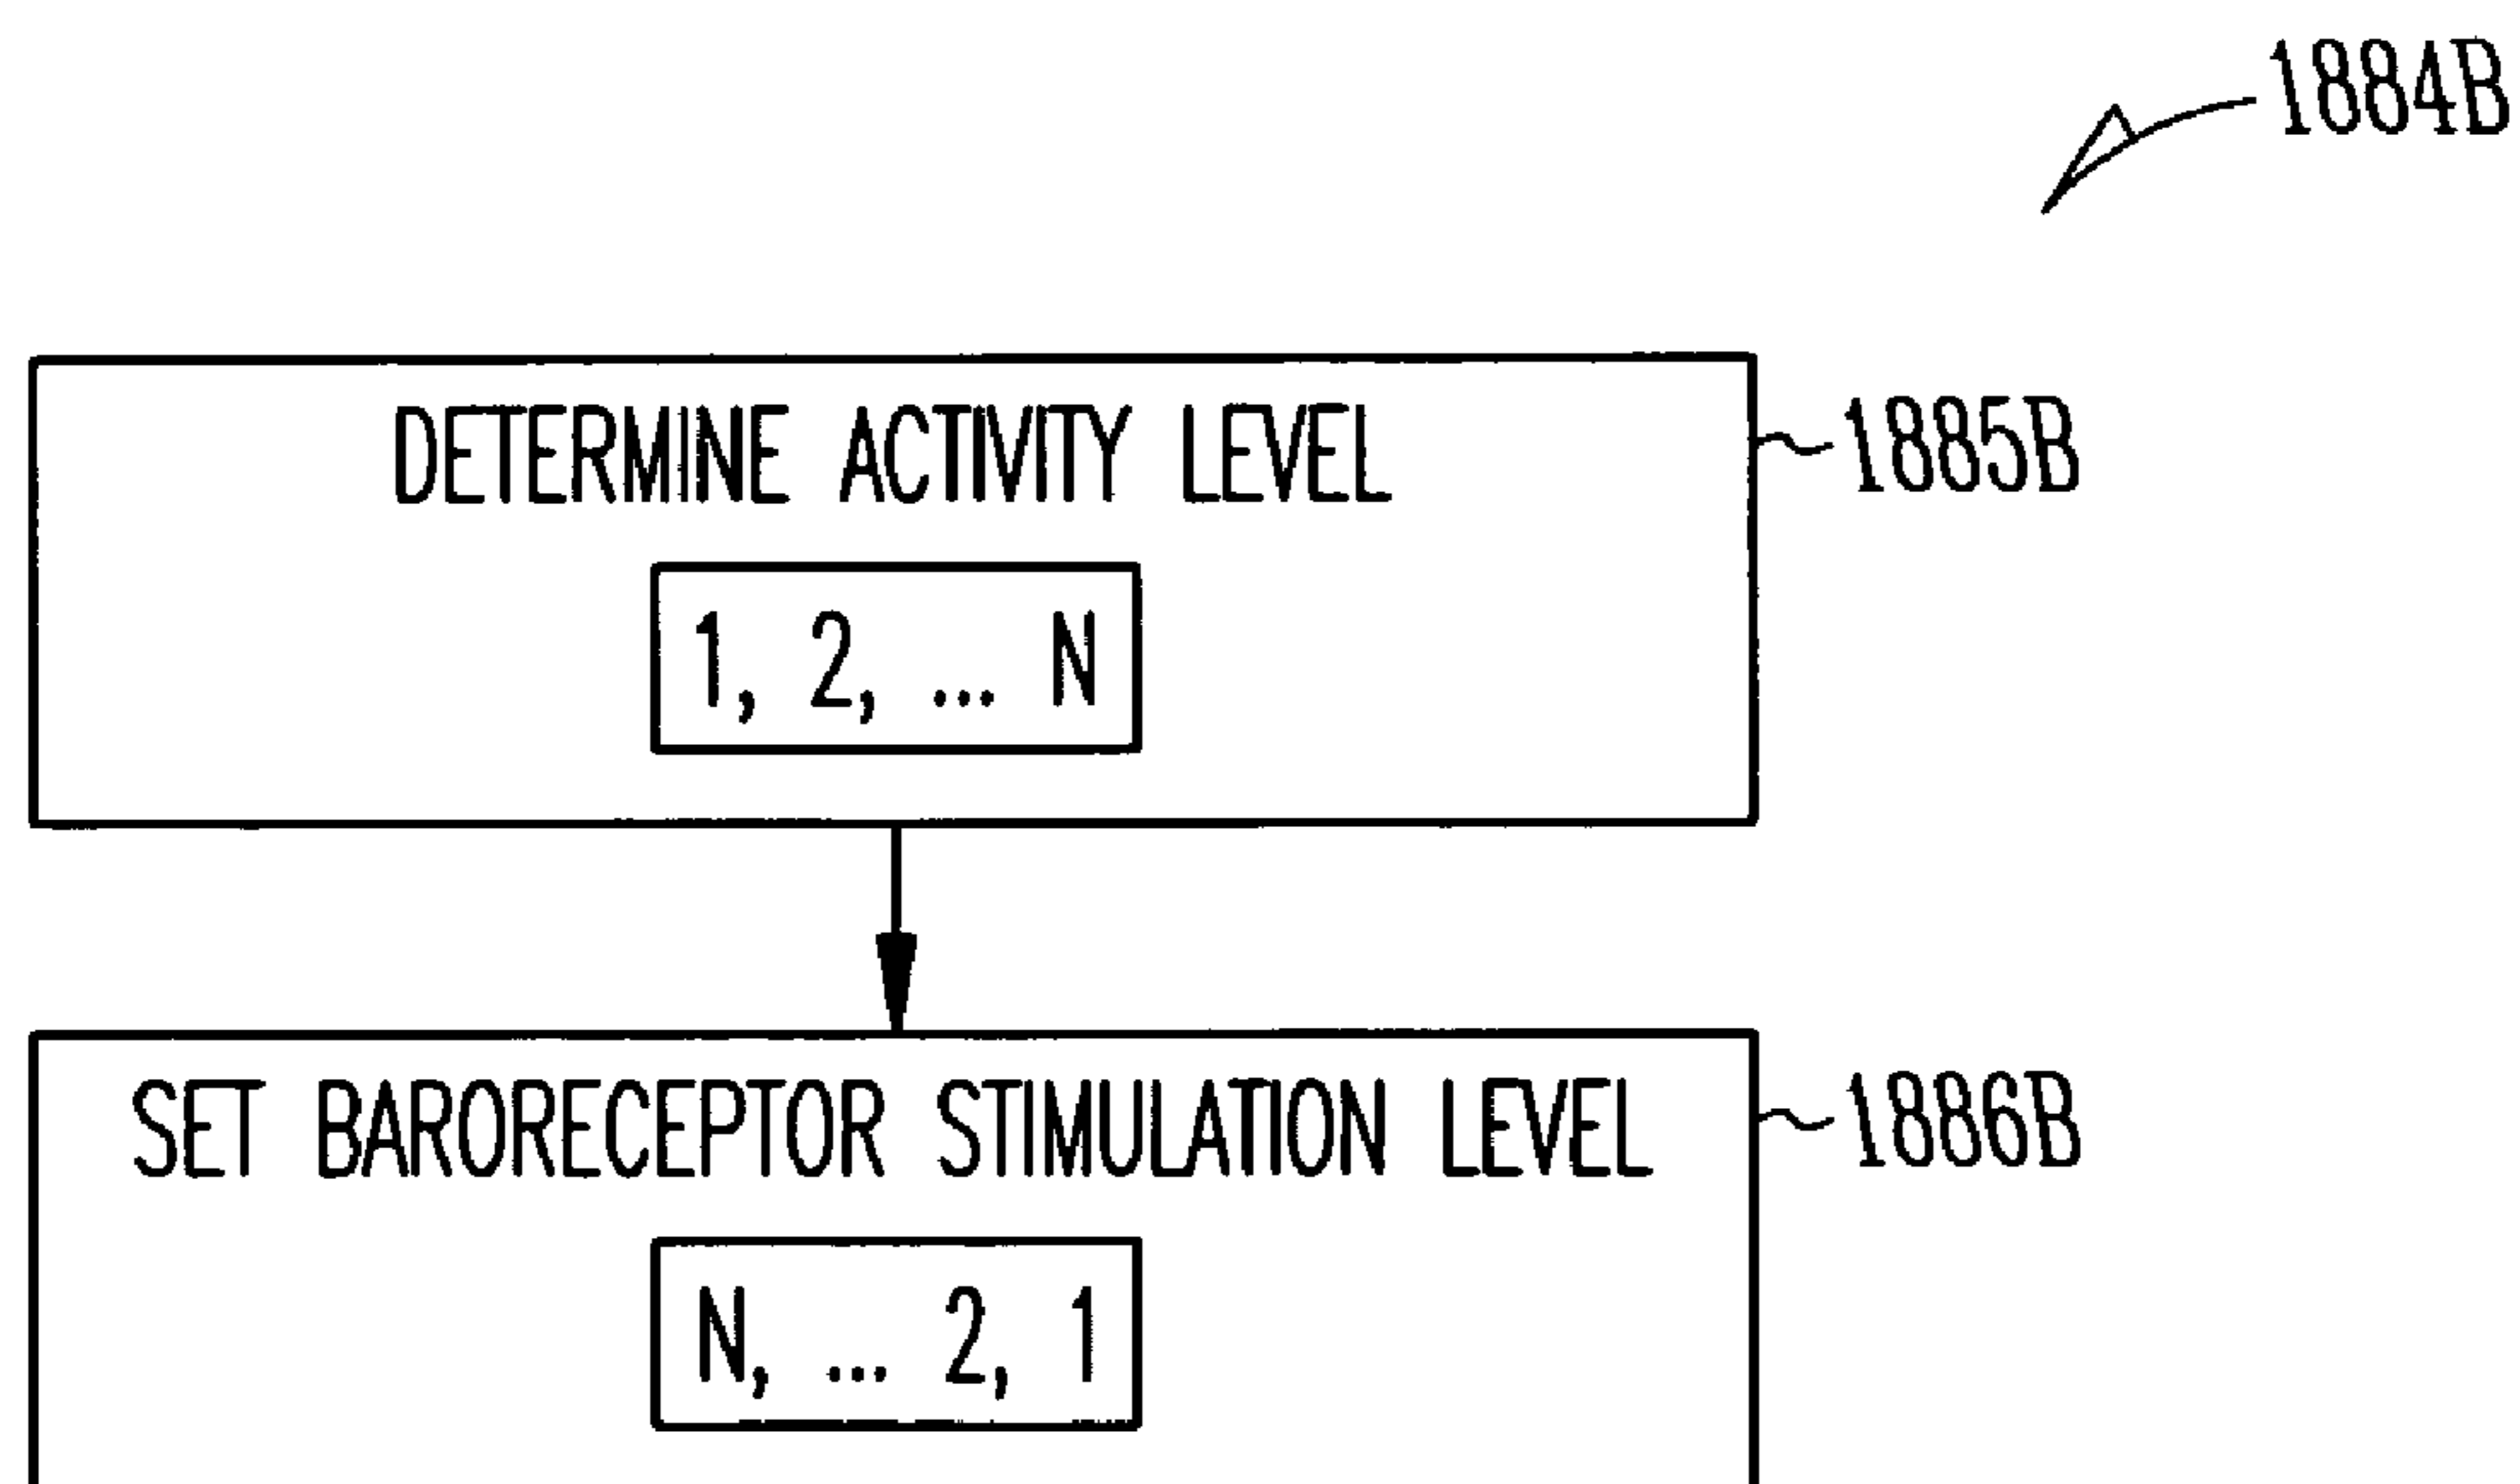 1884B
DETERMINE ACTIVITY LEVEL
1885B
1, 2, ... N
SET BARORECEPTOR STIMULATION LEVEL
1886B
N, ... 2, 1